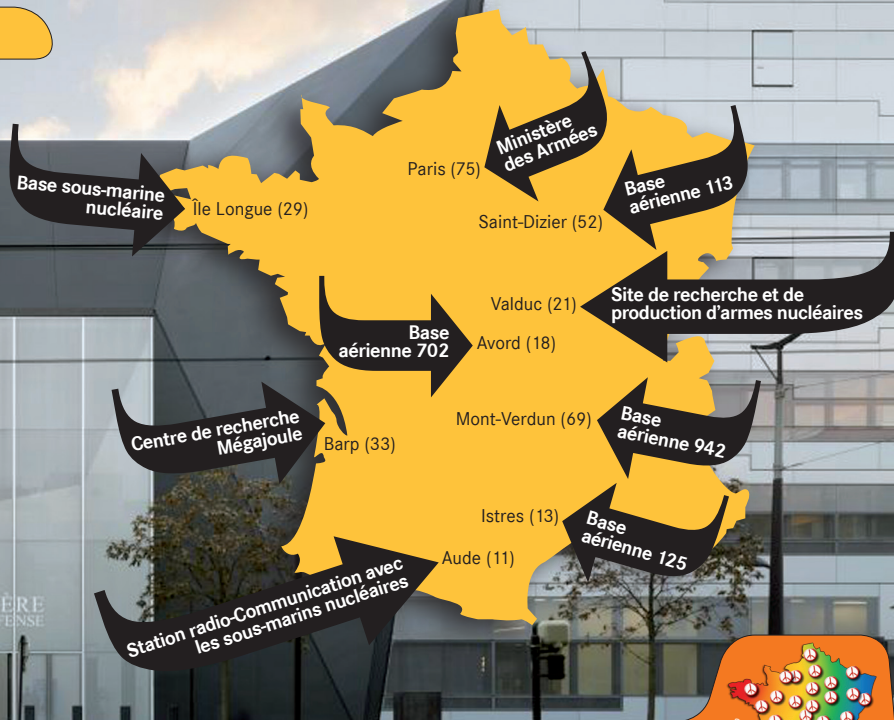 Ministère
des Armées
Paris (75)
Base
aérienne 113
Base sous-marine
nucléaire
Île Longue (29)
Saint-Dizier (52)
Valduc (21)
Site de recherche et de
production d'armes nucléaires
Base
aérienne 702
Avord (18)
Centre de recherche
Mégajoule
Barp (33)
Mont-Verdun (69)
Base
aérienne 942
Istres (13)
Base
aérienne 125
Aude (11)
Station radio-Communication avec
les sous-marins nucléaires
ÈRE
FENSE